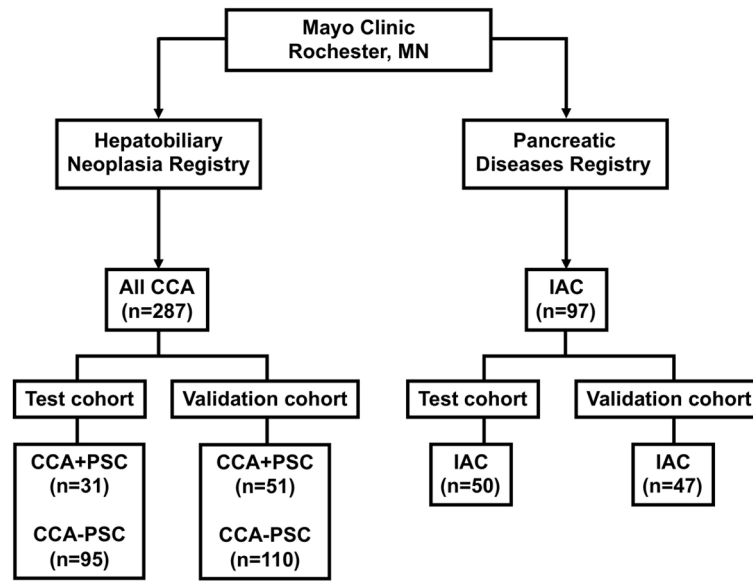 Mayo Clinic
Rochester, MN
Hepatobiliary
Neoplasia Registry
Pancreatic
Diseases Registry
All CCA
(n=287)
IAC
(n=97)
Test cohort
Validation cohort
Test cohort
Validation cohort
CCA+PSC
(n=31)
CCA-PSC
(n=95)
CCA+PSC
(n=51)
CCA-PSC
(n=110)
IAC
(n=50)
IAC
(n=47)